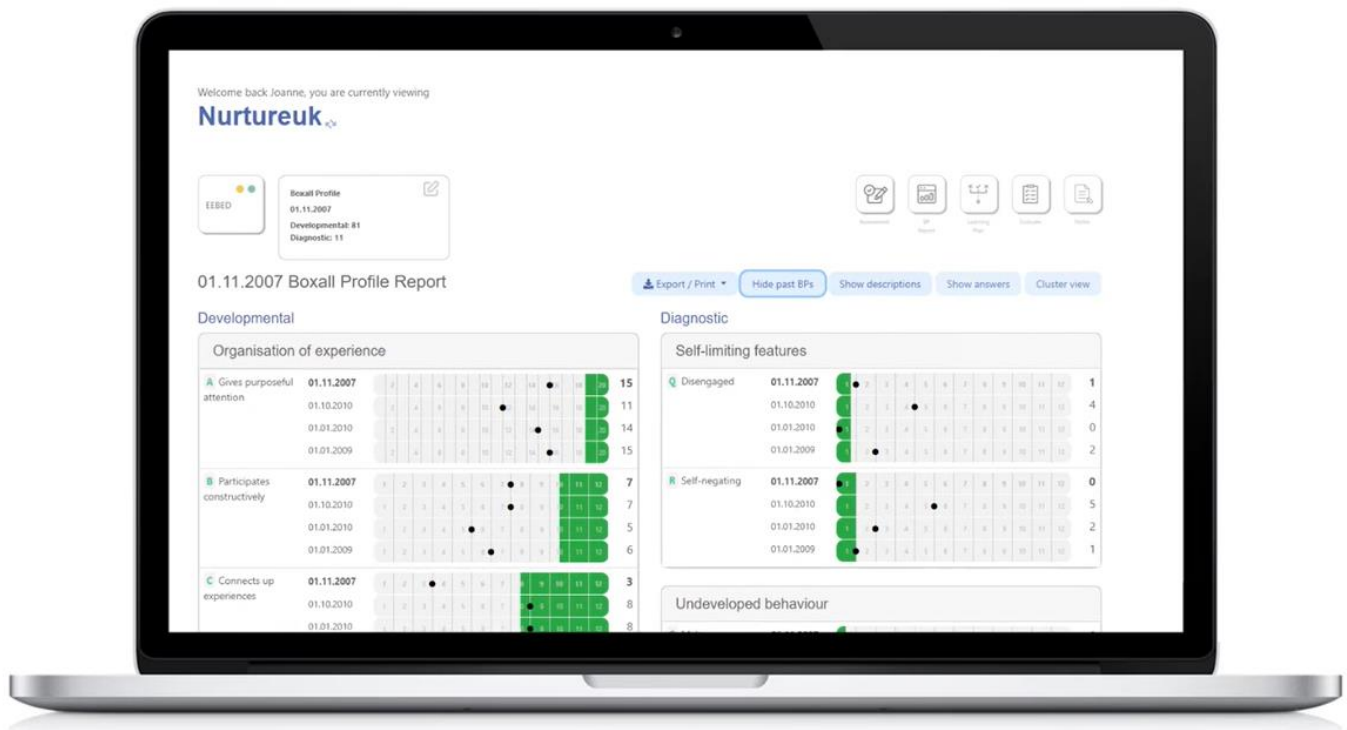 Welcome back Joanne, you are currently viewing
Nurtureuk
EEBED
Boxall Profile
01.11.2007
Developmental: 81
Diagnostic: 11
Assessments
BP Report
Learning Plan
Evaluate
01.11.2007 Boxall Profile Report
Export / Print
Hide past BPs
Show descriptions
Show answers
Cluster view
Developmental
Organisation of experience
A Gives purposeful attention
01.11.2007 15
01.10.2010 11
01.01.2010 14
01.01.2009 15
B Participates constructively
01.11.2007 7
01.10.2010 7
01.01.2010 5
01.01.2009 6
C Connects up experiences
01.11.2007 3
01.10.2010 8
01.01.2010 8
Diagnostic
Self-limiting features
Q Disengaged
01.11.2007 1
01.10.2010 4
01.01.2010 0
01.01.2009 2
R Self-negating
01.11.2007 0
01.10.2010 5
01.01.2010 2
01.01.2009 1
Undeveloped behaviour